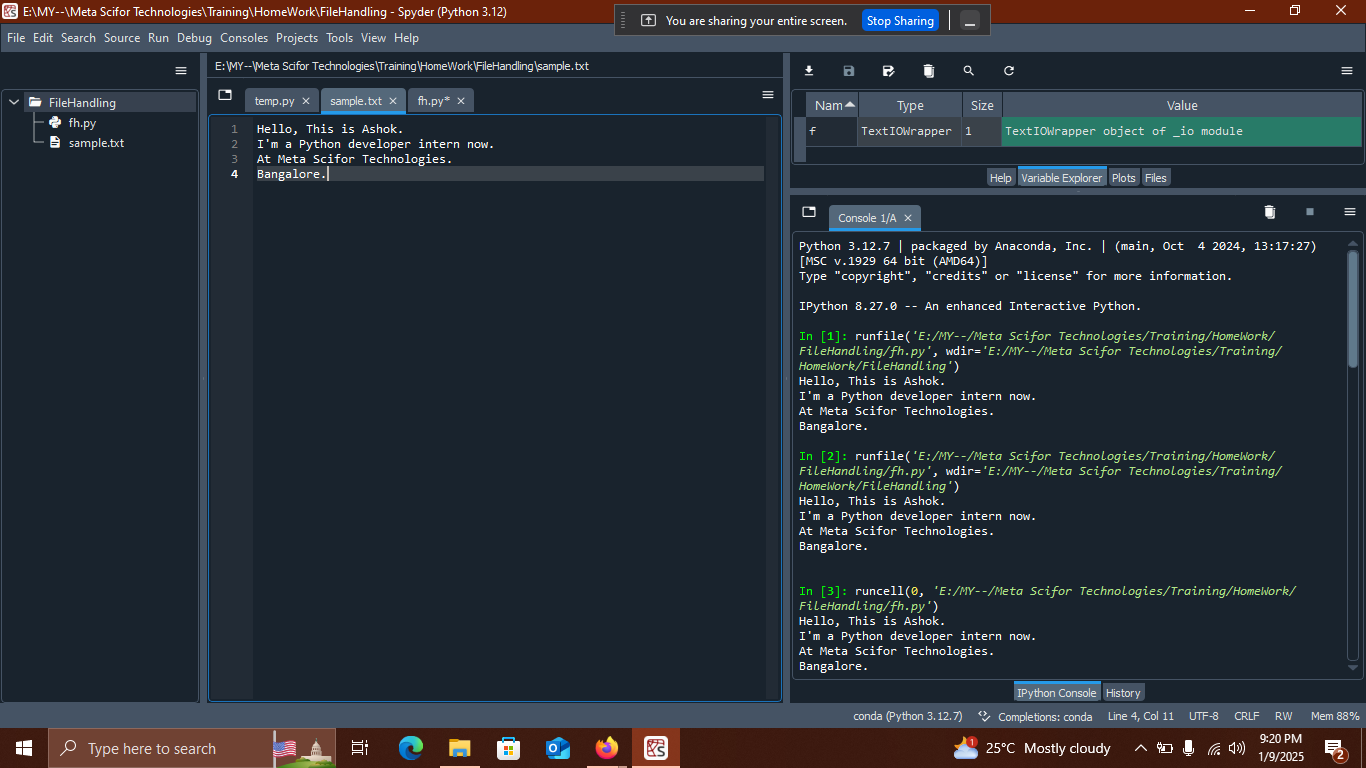 E:\MY--\Meta Scifor Technologies\Training\HomeWork\FileHandling - Spyder (Python 3.12)
You are sharing your entire screen. Stop Sharing
File Edit Search Source Run Debug Consoles Projects Tools View Help
FileHandling
fh.py
sample.txt
E:\MY--\Meta Scifor Technologies\Training\HomeWork\FileHandling\sample.txt
temp.py sample.txt fh.py*
1 Hello, This is Ashok.
2 I'm a Python developer intern now.
3 At Meta Scifor Technologies.
4 Bangalore.
Nam Type Size Value
f TextIOWrapper 1 TextIOWrapper object of _io module
Help Variable Explorer Plots Files
Console 1/A
Python 3.12.7 | packaged by Anaconda, Inc. | (main, Oct  4 2024, 13:17:27)
[MSC v.1929 64 bit (AMD64)]
Type "copyright", "credits" or "license" for more information.
IPython 8.27.0 -- An enhanced Interactive Python.
In [1]: runfile('E:/MY--/Meta Scifor Technologies/Training/HomeWork/
FileHandling/fh.py', wdir='E:/MY--/Meta Scifor Technologies/Training/
HomeWork/FileHandling')
Hello, This is Ashok.
I'm a Python developer intern now.
At Meta Scifor Technologies.
Bangalore.
In [2]: runfile('E:/MY--/Meta Scifor Technologies/Training/HomeWork/
FileHandling/fh.py', wdir='E:/MY--/Meta Scifor Technologies/Training/
HomeWork/FileHandling')
Hello, This is Ashok.
I'm a Python developer intern now.
At Meta Scifor Technologies.
Bangalore.
In [3]: runcell(0, 'E:/MY--/Meta Scifor Technologies/Training/HomeWork/
FileHandling/fh.py')
Hello, This is Ashok.
I'm a Python developer intern now.
At Meta Scifor Technologies.
Bangalore.
IPython Console History
conda (Python 3.12.7) Completions: conda Line 4, Col 11 UTF-8 CRLF RW Mem 88%
Type here to search
1 25°C Mostly cloudy
9:20 PM
1/9/2025
2